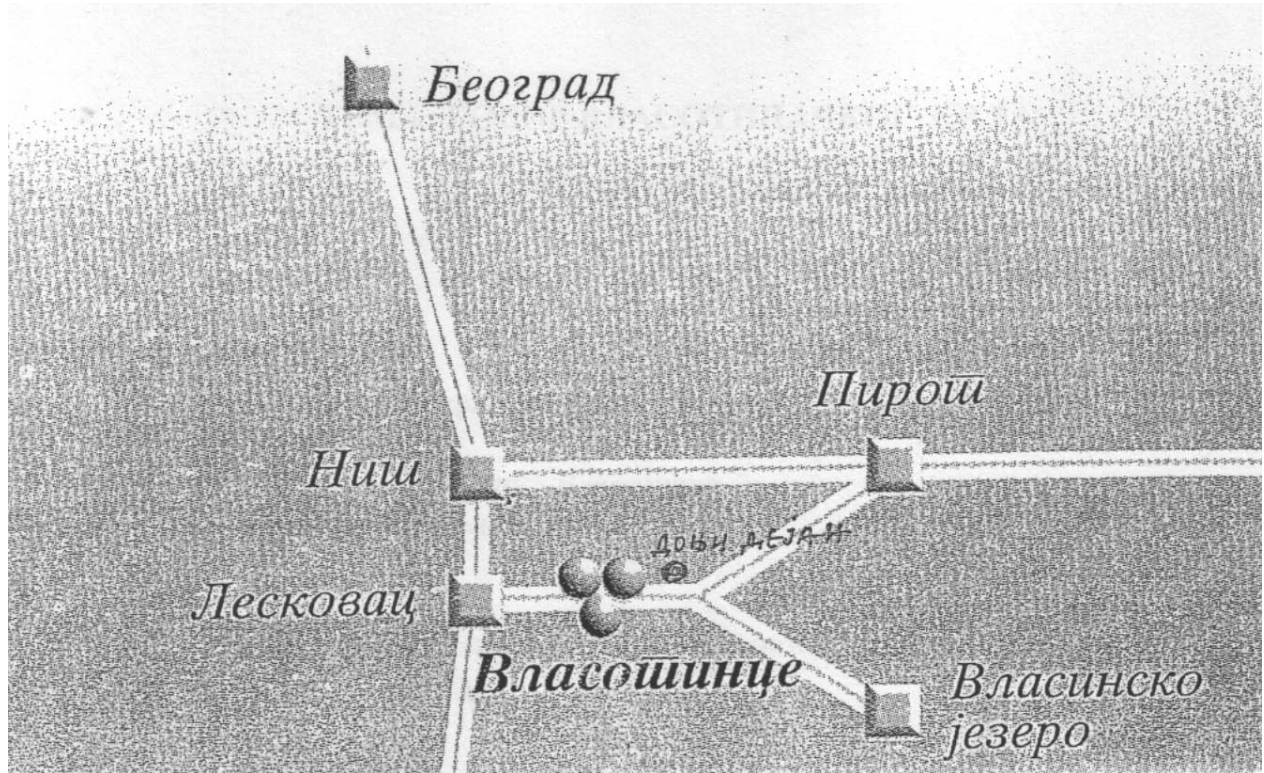 Београд
Пирот
Ниш
ДОЊИ ДЕЈАН
Лесковац
Власотинце
Власинско
језеро